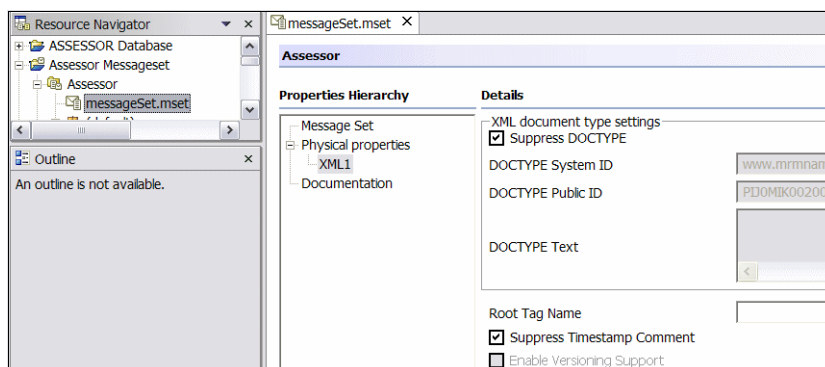 Resource Navigator
ASSESSOR Database
Assessor Messageset
Assessor
messageSet.mset
Outline
An outline is not available.
messageSet.mset
Assessor
Properties Hierarchy
Message Set
Physical properties
XML1
Documentation
Details
XML document type settings
Suppress DOCTYPE
DOCTYPE System ID
www.mrmnam
DOCTYPE Public ID
DOCTYPE Text
Root Tag Name
Suppress Timestamp Comment
Enable Versioning Support